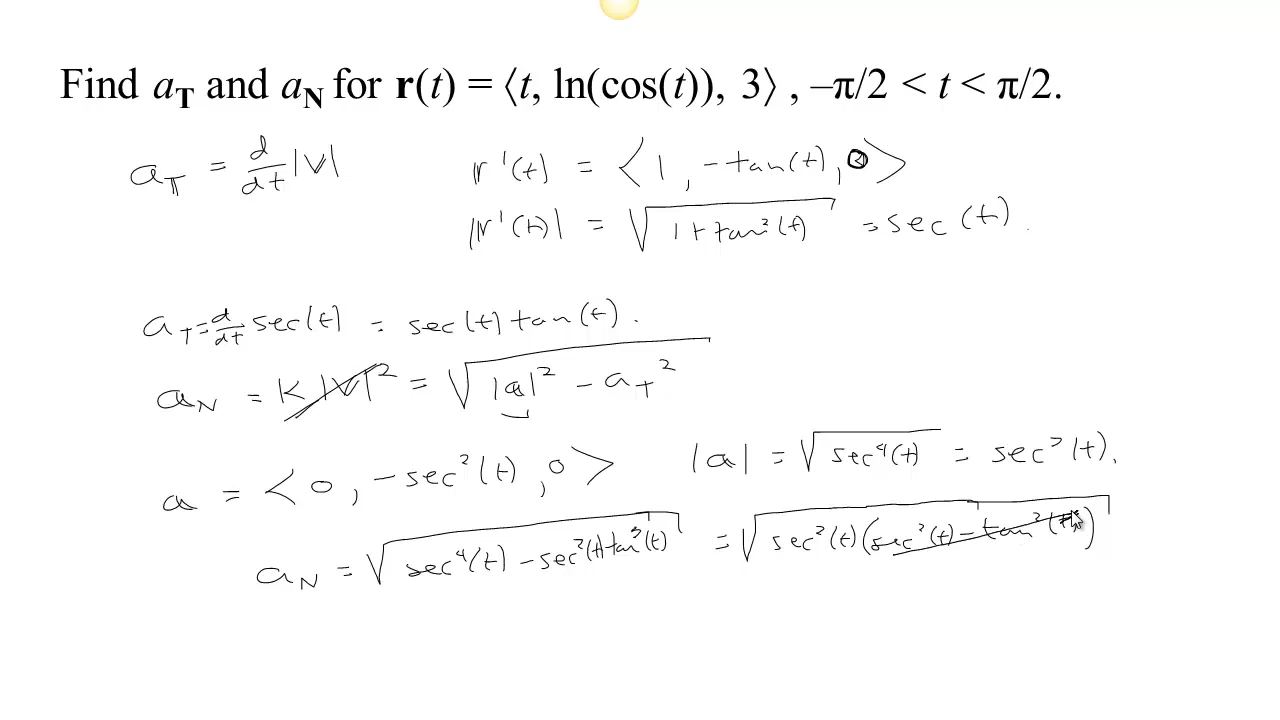 Find a_T and a_N for r(t) = ⟨t, ln(cos(t)), 3⟩ , –π/2 < t < π/2.
a_T = d/dt |v|
r'(t) = < 1, -tan(t), 0 >
|r'(t)| = √(1+tan²(t)) = sec(t).
a_T = d/dt sec(t) = sec(t) tan(t).
a_N = K |v|² = √(|a|² - a_T²)
a = < 0, -sec²(t), 0 >
|a| = √(sec⁴(t)) = sec²(t).
a_N = √(sec⁴(t) - sec²(t) tan²(t)) = √(sec²(t)(sec²(t) - tan²(t)))